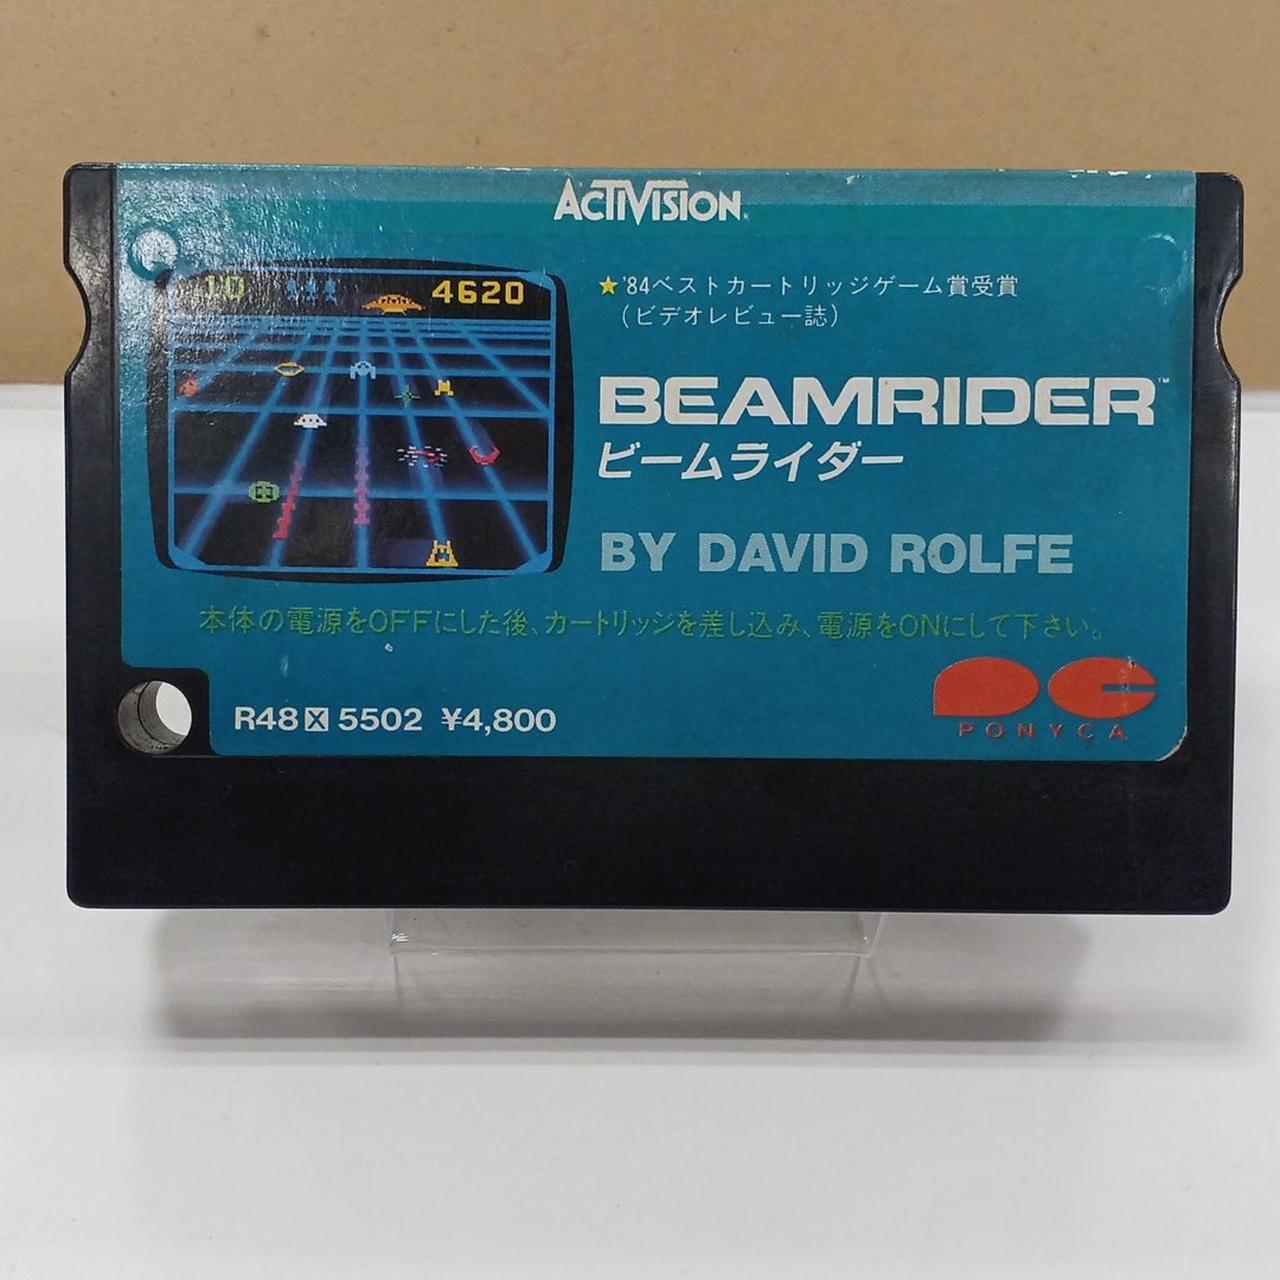 ACTIVISION
10 4620
★'84ベストカートリッジゲーム賞受賞
(ビデオレビュー誌)
BEAMRIDER™
ビームライダー
BY DAVID ROLFE
本体の電源をOFFにした後、カートリッジを差し込み、電源をONにして下さい。
R48X5502 ¥4,800
PONYCA